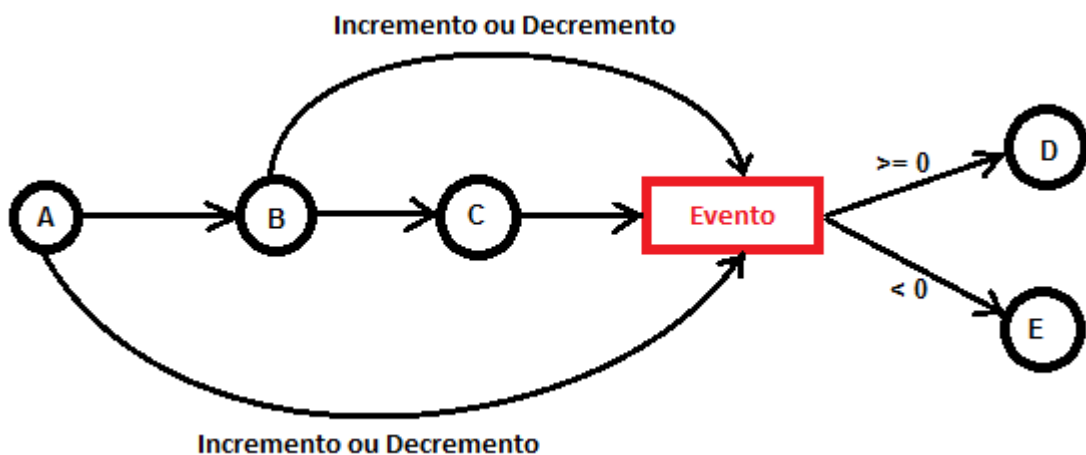 Incremento ou Decremento
A
B
C
Evento
>= 0
D
< 0
E
Incremento ou Decremento